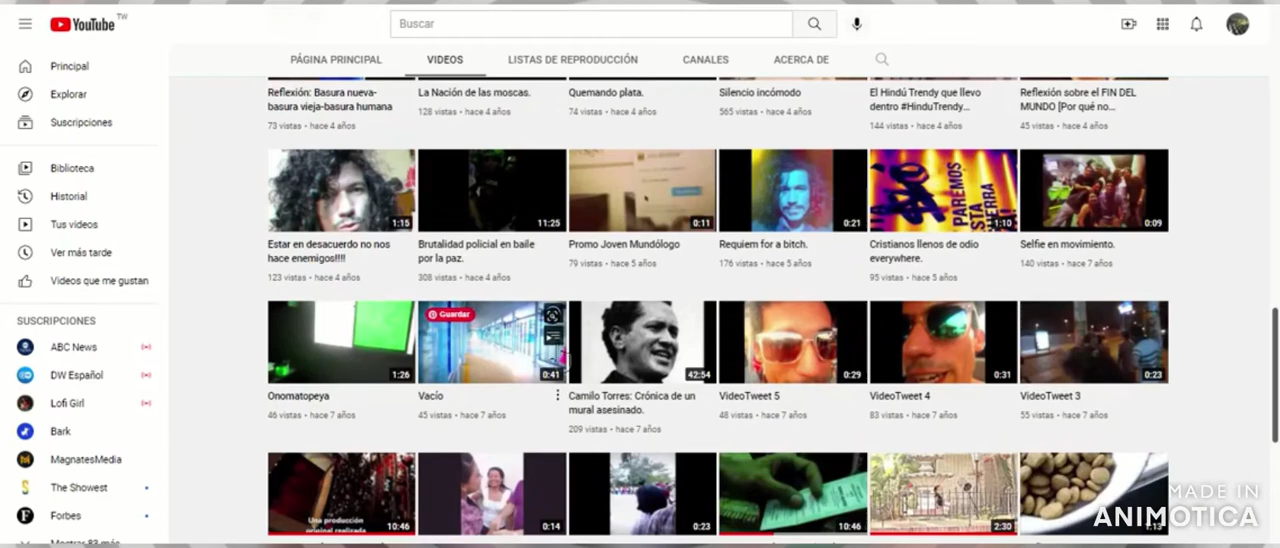 YouTube TW
Buscar
PÁGINA PRINCIPAL VIDEOS LISTAS DE REPRODUCCIÓN CANALES ACERCA DE
Principal
Explorar
Suscripciones
Biblioteca
Historial
Tus videos
Ver más tarde
Videos que me gustan
SUSCRIPCIONES
ABC News
DW Español
Lofi Girl
Bark
MagnatesMedia
The Showest
Forbes
Mostrar 83 más
Reflexión: Basura nueva-
basura vieja-basura humana
73 vistas • hace 4 años
La Nación de las moscas.
128 vistas • hace 4 años
Quemando plata.
74 vistas • hace 4 años
Silencio incómodo
565 vistas • hace 4 años
El Hindú Trendy que llevo
dentro #HinduTrendy...
144 vistas • hace 4 años
Reflexión sobre el FIN DEL
MUNDO [Por qué no...
45 vistas • hace 4 años
1:15
Estar en desacuerdo no nos
hace enemigos!!!!
123 vistas • hace 4 años
11:25
Brutalidad policial en baile
por la paz.
308 vistas • hace 4 años
0:11
Promo Joven Mundólogo
79 vistas • hace 5 años
0:21
Requiem for a bitch.
176 vistas • hace 5 años
PAREMOS
STA
ERRA
1:10
Cristianos llenos de odio
everywhere.
95 vistas • hace 5 años
0:09
Selfie en movimiento.
140 vistas • hace 7 años
1:26
Onomatopeya
46 vistas • hace 7 años
Guardar
0:41
Vacío
45 vistas • hace 7 años
42:54
Camilo Torres: Crónica de un
mural asesinado.
209 vistas • hace 7 años
0:29
VideoTweet 5
48 vistas • hace 7 años
0:31
VideoTweet 4
83 vistas • hace 7 años
0:23
VideoTweet 3
55 vistas • hace 7 años
Una producción
original realizada
10:46
0:14
0:23
10:46
2:30
MADE IN
ANIMOTICA